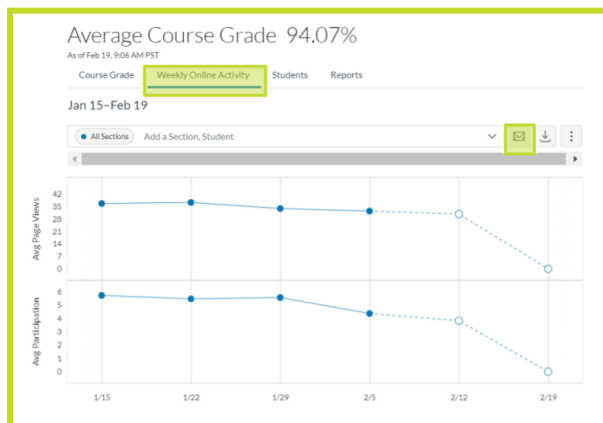 Average Course Grade 94.07%
As of Feb 19, 9:06 AM PST
Course Grade Weekly Online Activity Students Reports
Jan 15–Feb 19
All Sections Add a Section, Student
Avg Page Views
42
35
28
21
14
7
0
Avg Participation
6
5
4
3
2
1
0
1/15 1/22 1/29 2/5 2/12 2/19